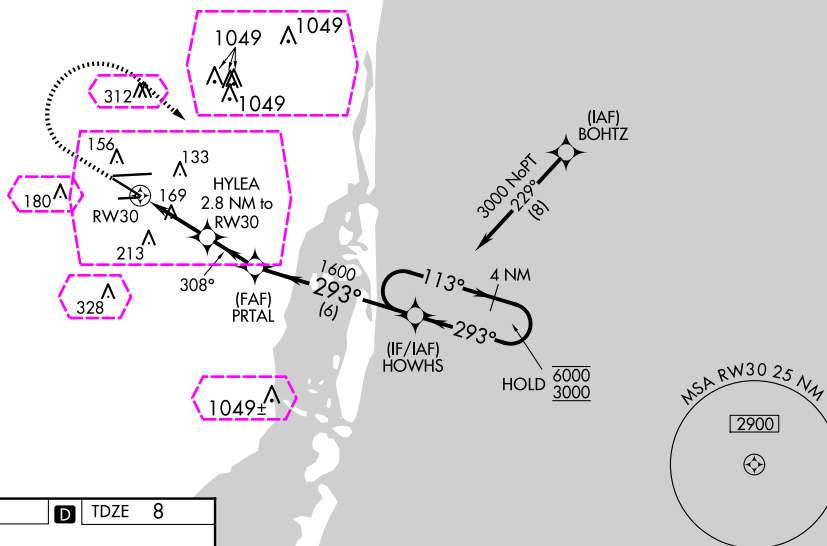 1049
1049
1049
312
(IAF)
BOHTZ
3000 NoPT
229°
(8)
156
133
180
169
HYLEA
2.8 NM to
RW30
RW30
213
308°
328
(FAF)
PRTAL
1600
293°
(6)
113°
4 NM
293°
(IF/IAF)
HOWHS
HOLD
6000
3000
1049±
MSA RW30 25 NM
2900
D
TDZE 8